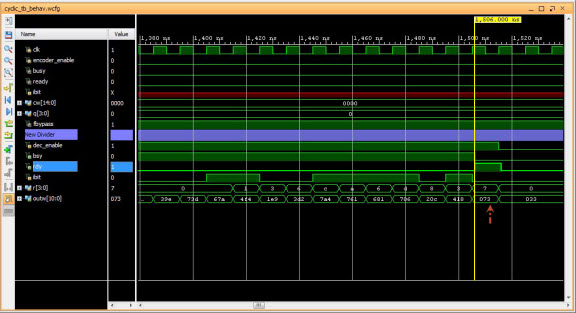 cyclic_tb_behav.wcfg
1,506.000 ns
Name Value
1,380 ns 1,400 ns 1,420 ns 1,440 ns 1,460 ns 1,480 ns 1,500 ns 1,520 ns
clk 1
encoder_enable 0
busy 0
ready 0
ibit X
cw[14:0] 0000 0000
q[3:0] 0 0
fbypass 1
New Divider
dec_enable 1
bsy 0
rdy 1
ibit 0
r[3:0] 7 0 1 3 6 c a 6 d 8 3 7 0
outw[10:0] 073 39e 73d 67a 4f4 1e9 3d2 7a4 761 681 706 20c 418 073 033